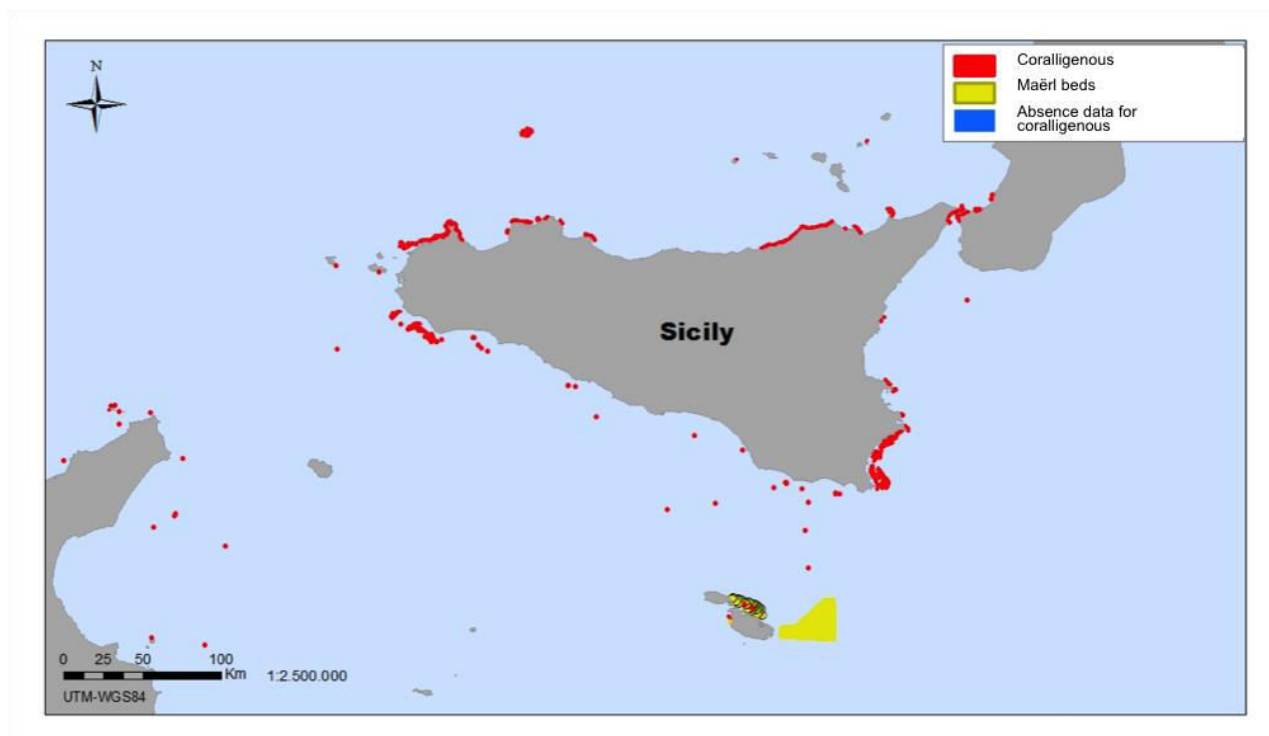 N
Coralligenous
Maërl beds
Absence data for
coralligenous
Sicily
0 25 50 100
Km 1:2.500.000
UTM-WGS84